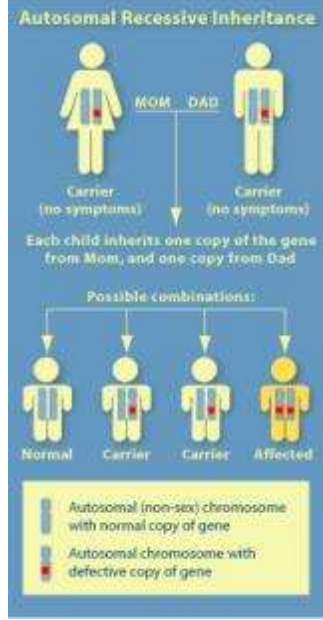 Autosomal Recessive Inheritance
MOM DAD
Carrier
(no symptoms)
Carrier
(no symptoms)
Each child inherits one copy of the gene
from Mom, and one copy from Dad
Possible combinations:
Normal Carrier Carrier Affected
Autosomal (non-sex) chromosome
with normal copy of gene
Autosomal chromosome with
defective copy of gene